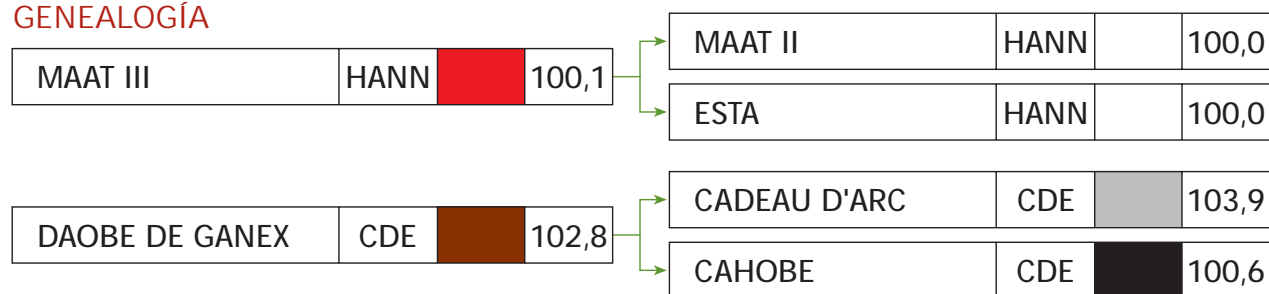 GENEALOGÍA
MAAT III HANN 100,1
MAAT II HANN 100,0
ESTA HANN 100,0
DAOBE DE GANEX CDE 102,8
CADEAU D'ARC CDE 103,9
CAHOBE CDE 100,6